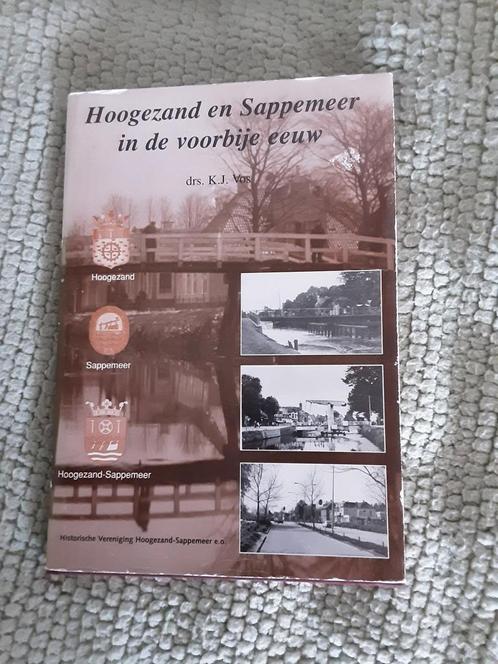 Hoogezand en Sappemeer
in de voorbije eeuw
drs. K.J. Vos
Hoogezand
Sappemeer
Hoogezand-Sappemeer
Historische Vereniging Hoogezand-Sappemeer e.o.